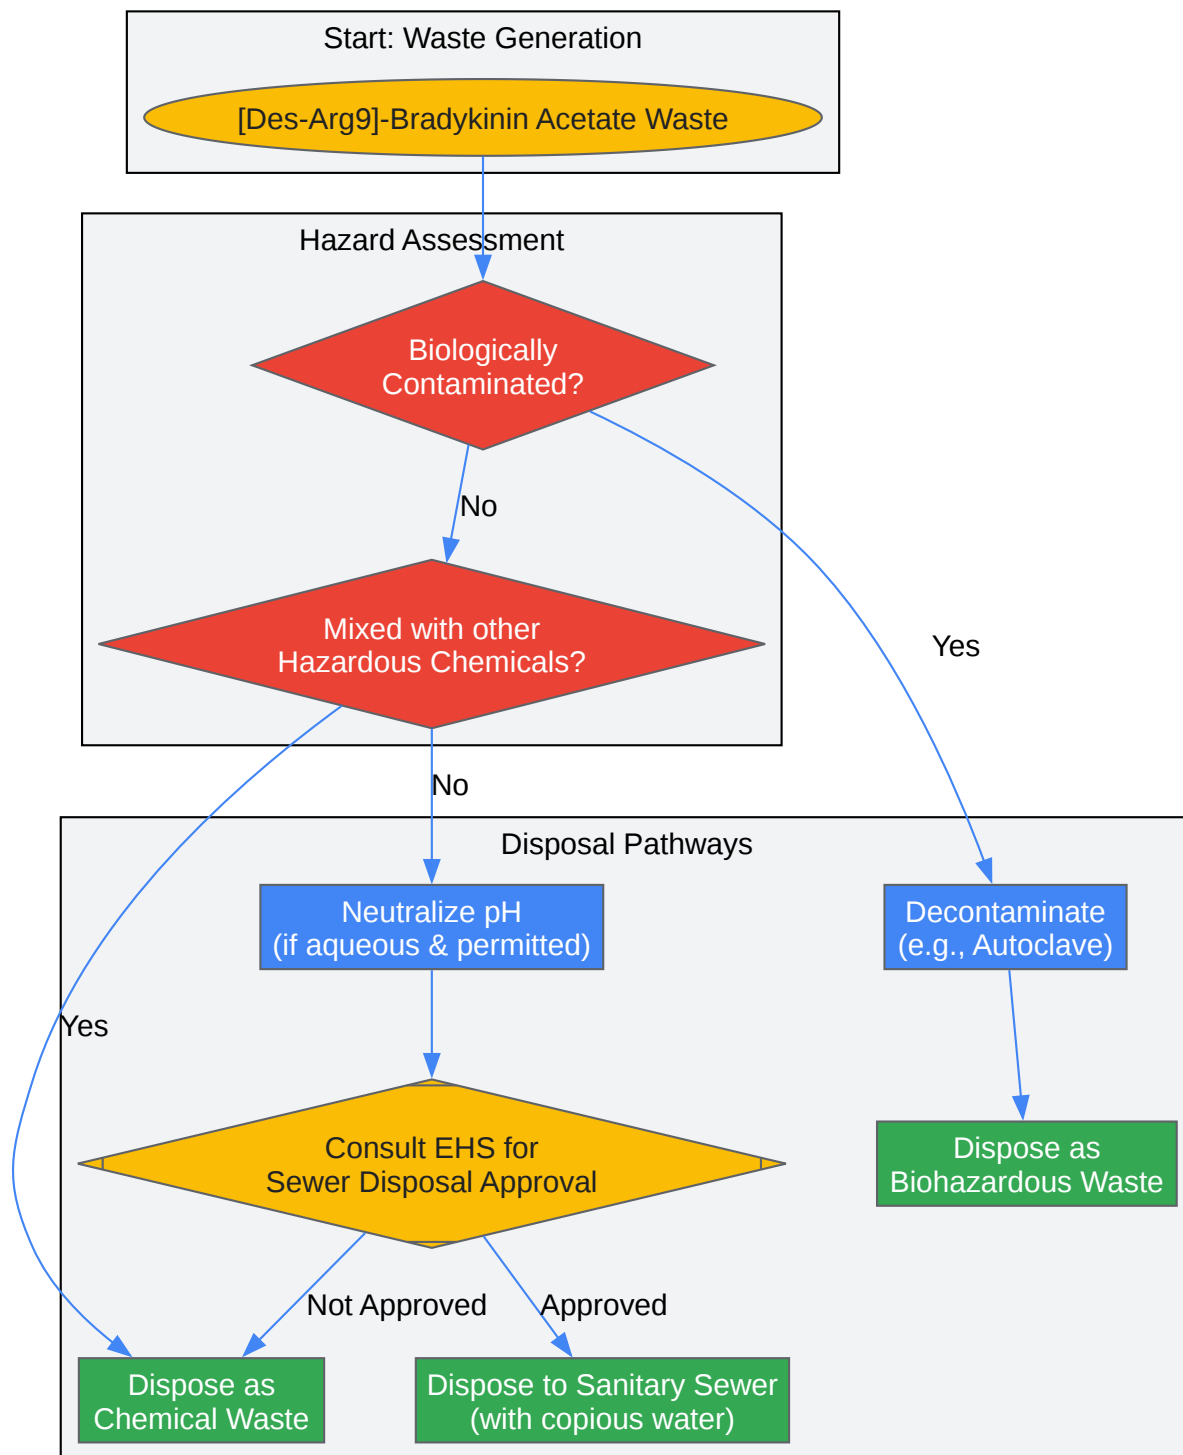 Start: Waste Generation
[Des-Arg9]-Bradykinin Acetate Waste
Hazard Assessment
Biologically
Contaminated?
No
Mixed with other
Hazardous Chemicals?
Yes
No
Disposal Pathways
Neutralize pH
(if aqueous & permitted)
Decontaminate
(e.g., Autoclave)
Yes
Consult EHS for
Sewer Disposal Approval
Dispose as
Biohazardous Waste
Not Approved
Approved
Dispose as
Chemical Waste
Dispose to Sanitary Sewer
(with copious water)